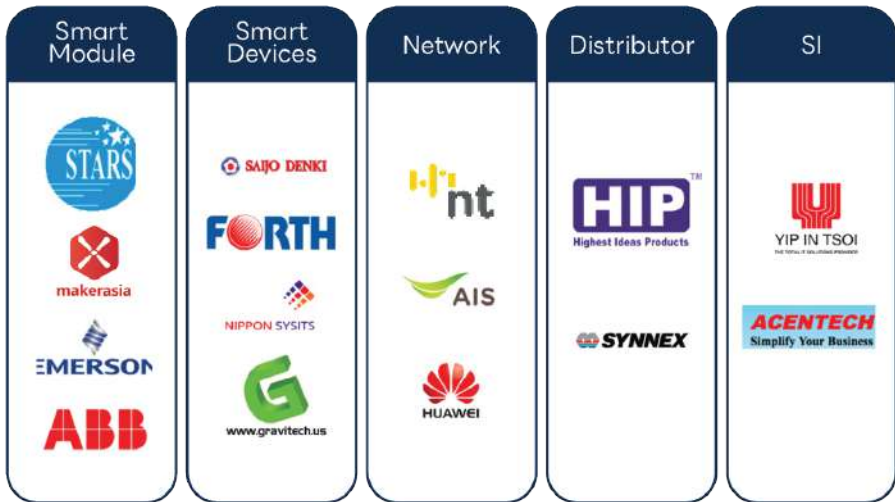 Smart
Module
Smart
Devices
Network
Distributor
SI
STARS
makerasia
EMERSON
ABB
SAIJO DENKI
FORTH
NIPPON SYSITS
G
www.gravitech.us
nt
AIS
HUAWEI
HIP™
Highest Ideas Products
SYNNEX
YIP IN TSOI
ACENTECH
Simplify Your Business